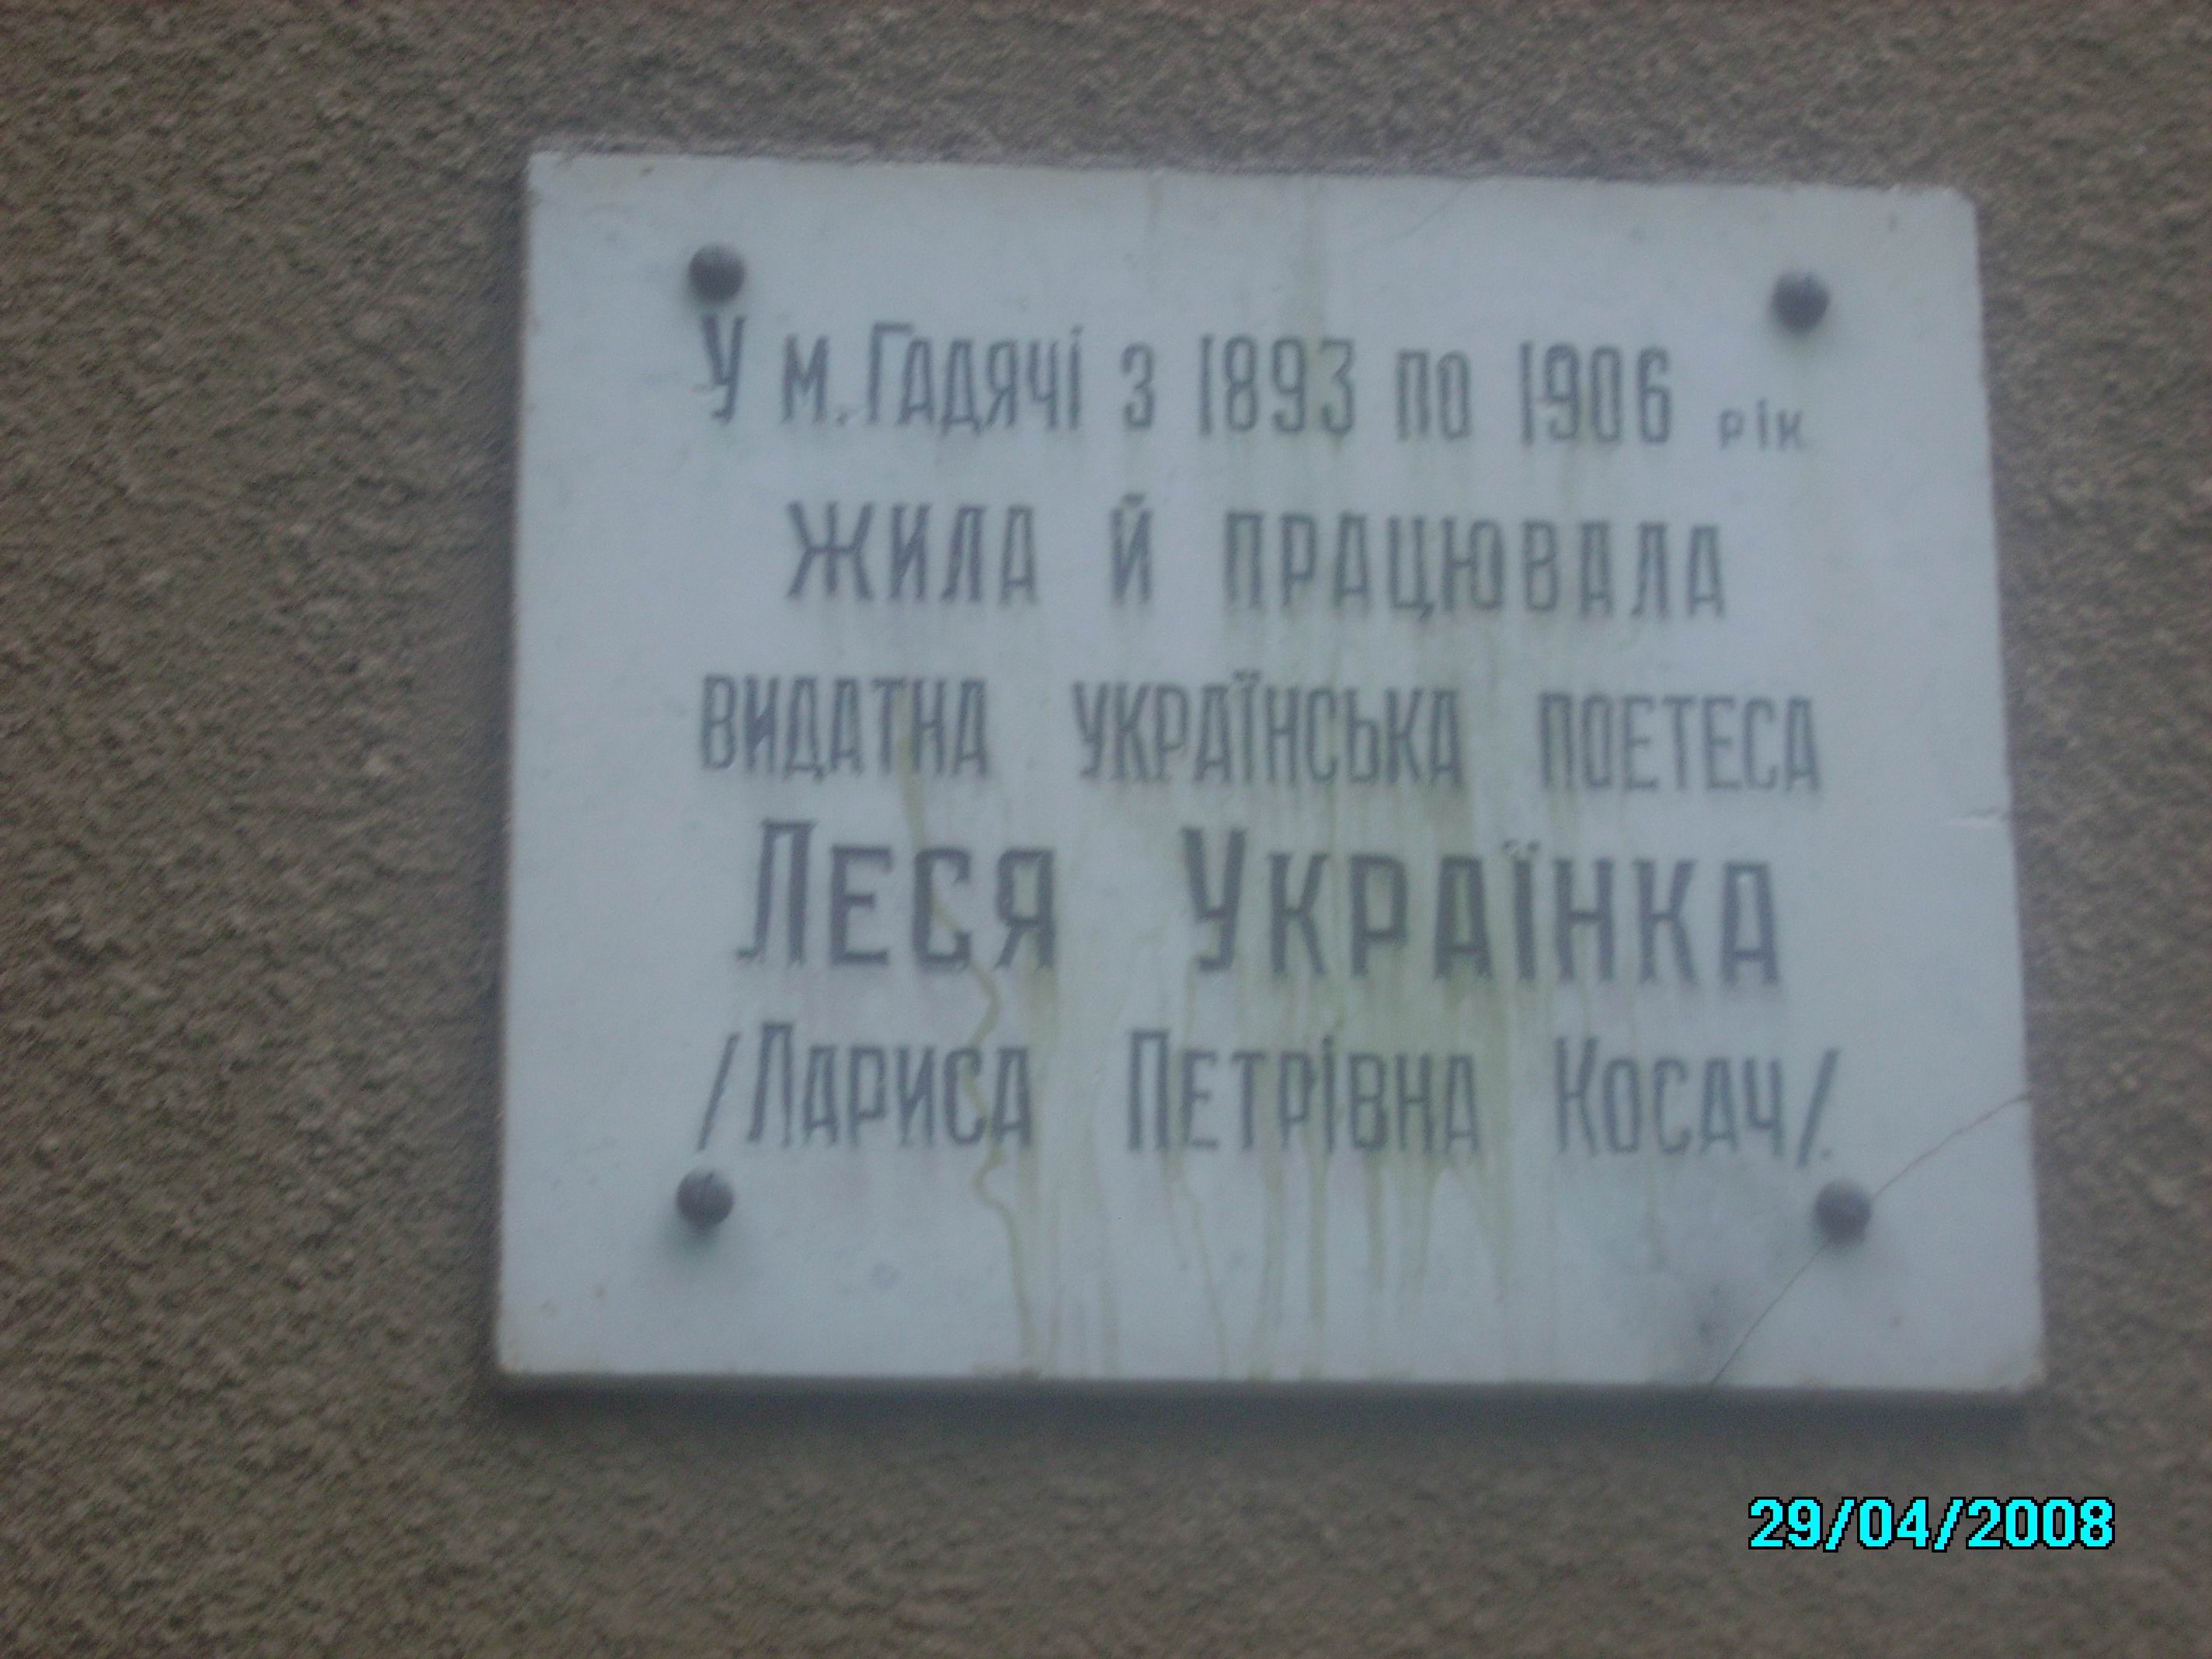 У м. Гадячі з 1893 по 1906 рік
жила й працювала
видатна українська поетеса
Леся Українка
/Лариса Петрівна Косач/.
29/04/2008